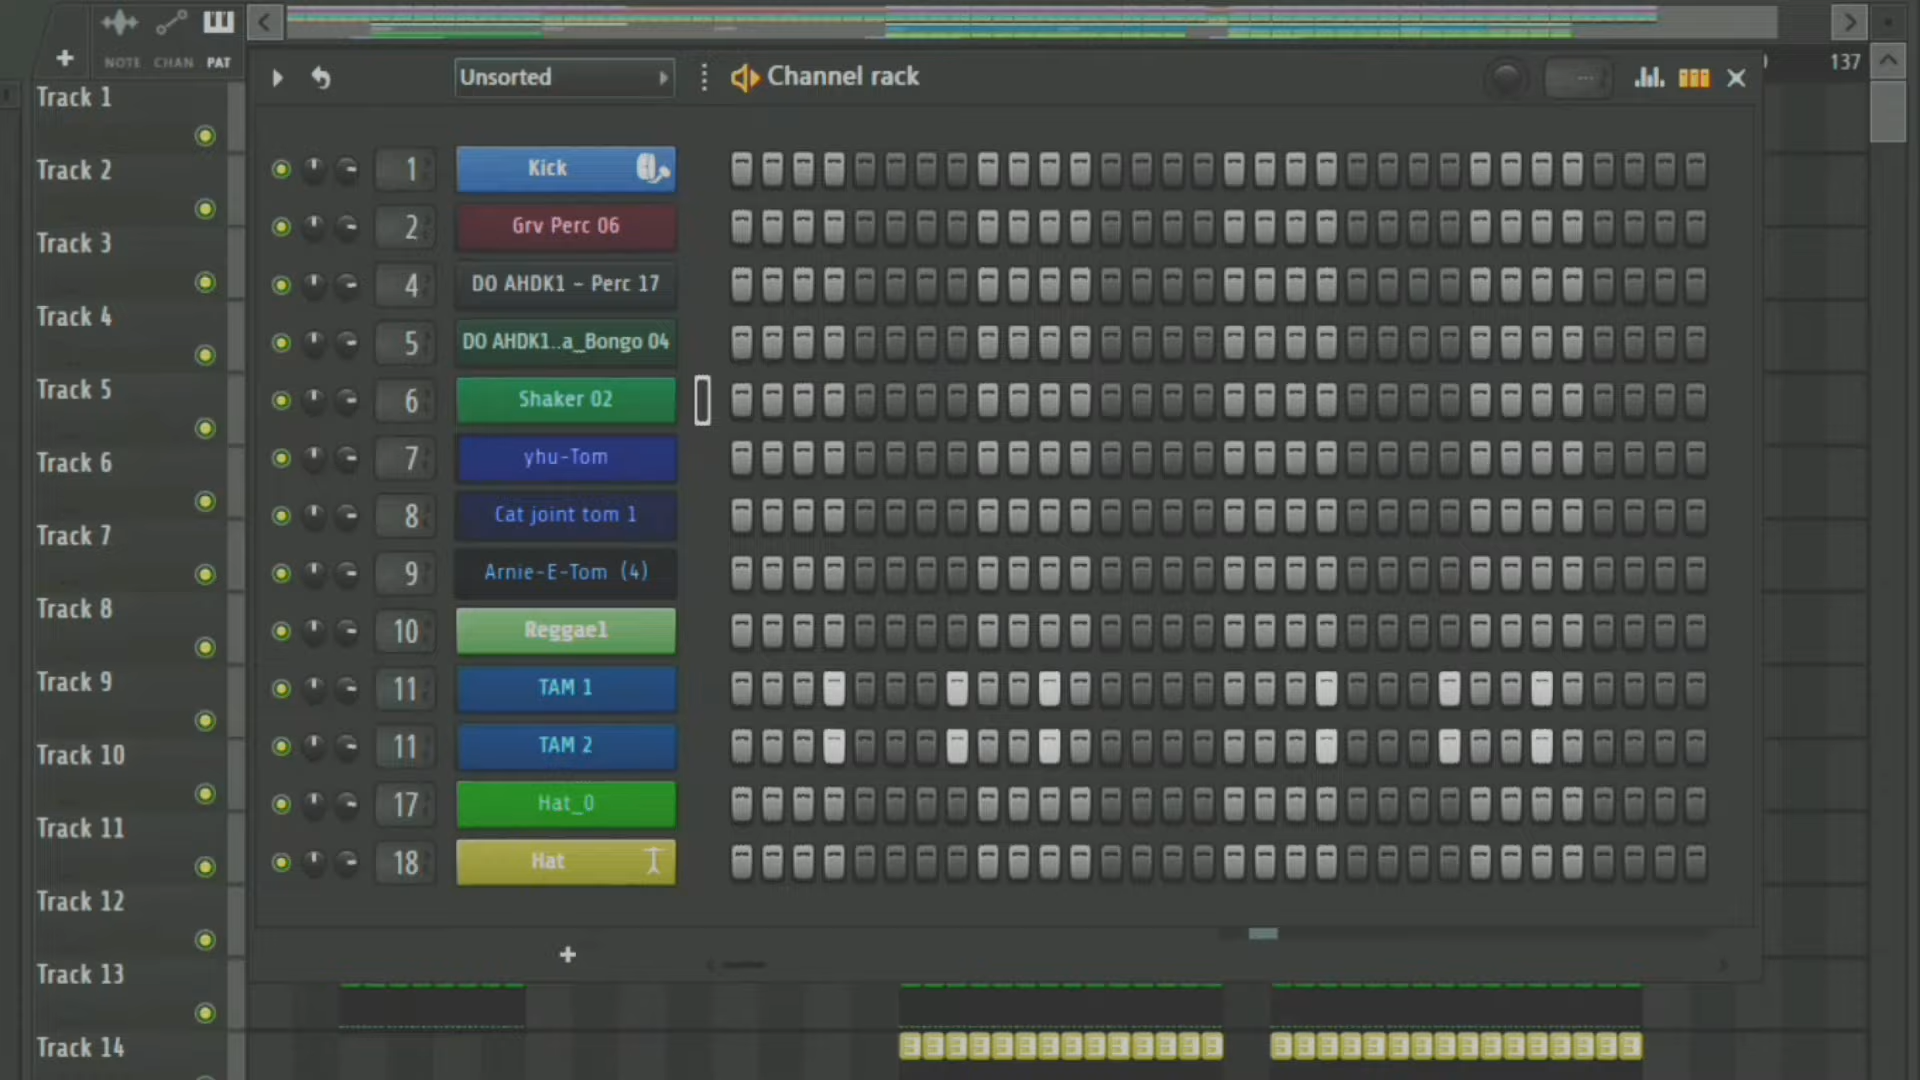 NOTE CHAN PAT
137
Unsorted
Channel rack
Track 1
Track 2
Track 3
Track 4
Track 5
Track 6
Track 7
Track 8
Track 9
Track 10
Track 11
Track 12
Track 13
Track 14
1 Kick
2 Grv Perc 06
4 DO AHDK1 - Perc 17
5 DO AHDK1..a_Bongo 04
6 Shaker 02
7 yhu-Tom
8 Cat joint tom 1
9 Arnie-E-Tom (4)
10 Reggae1
11 TAM 1
11 TAM 2
17 Hat_0
18 Hat